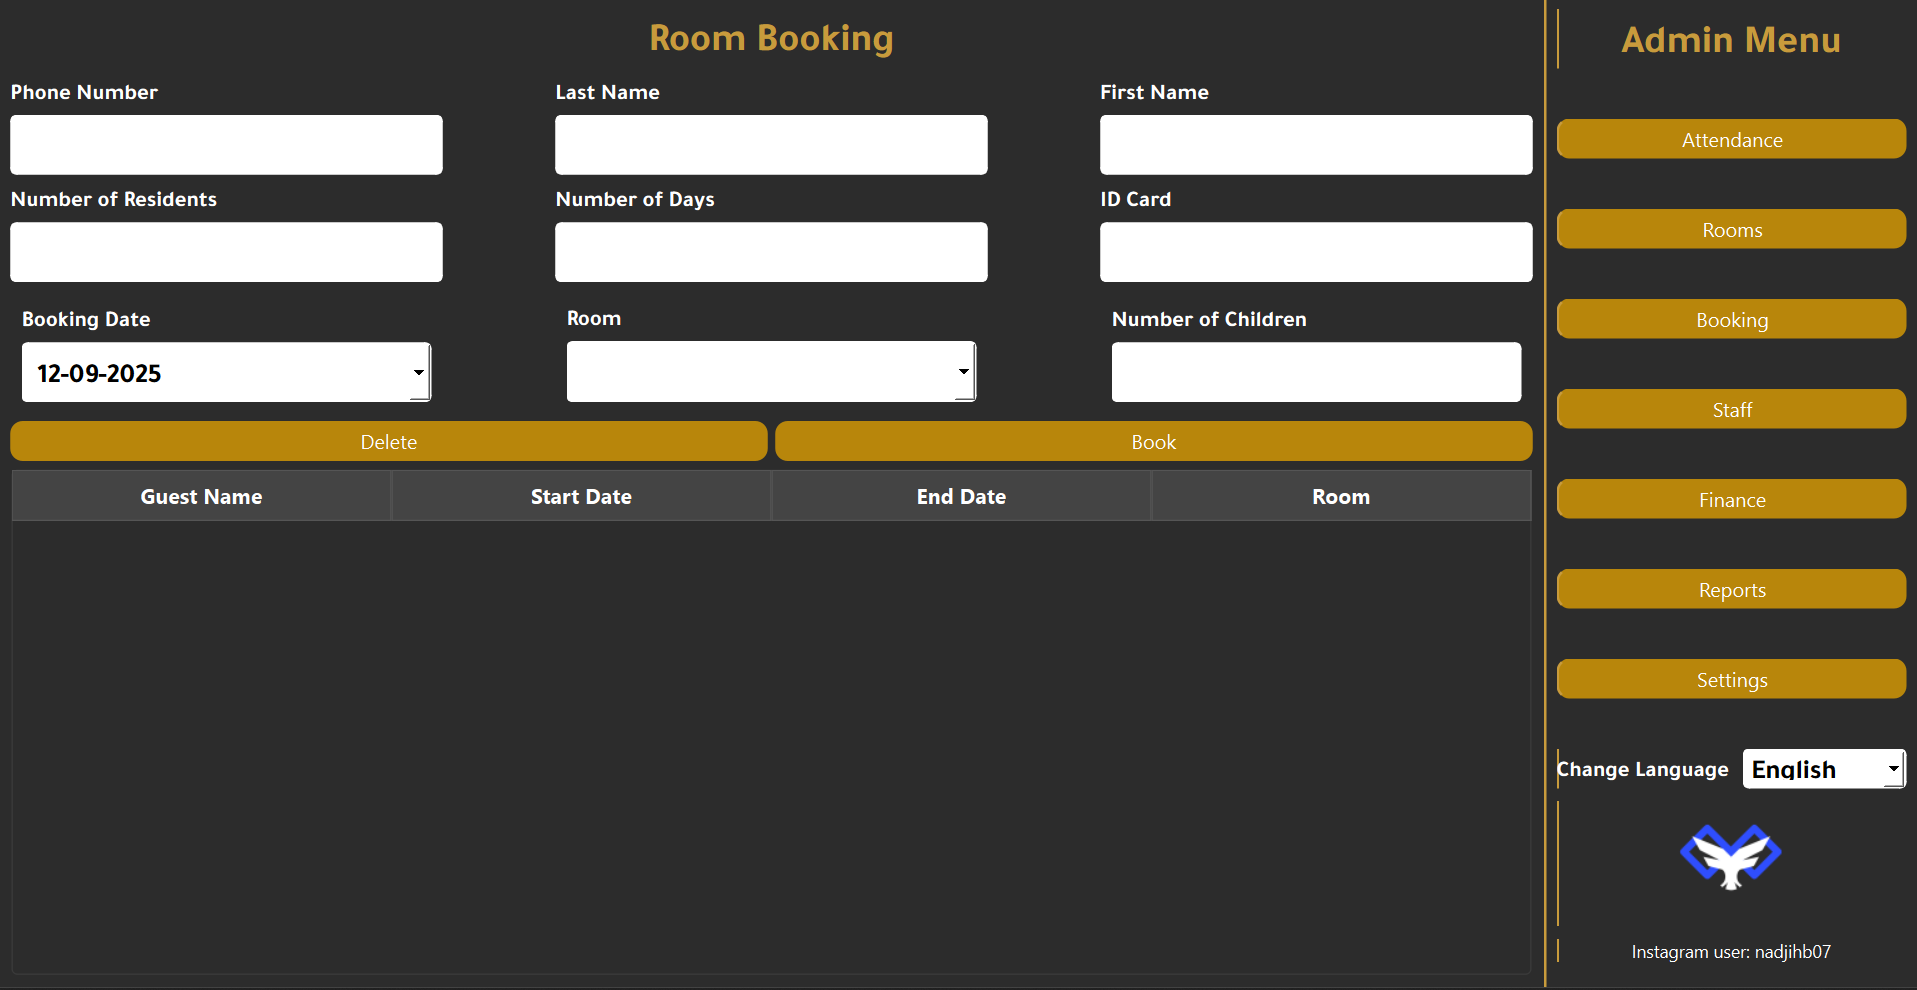 Room Booking
Phone Number
Last Name
First Name
Number of Residents
Number of Days
ID Card
Booking Date
Room
Number of Children
12-09-2025
Delete
Book
Guest Name
Start Date
End Date
Room
Admin Menu
Attendance
Rooms
Booking
Staff
Finance
Reports
Settings
Change Language
English
Instagram user: nadjihb07